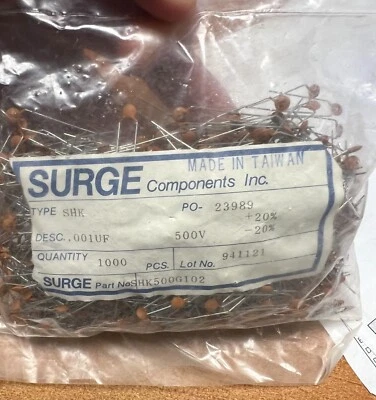 MADE IN TAIWAN
SURGE Components Inc.
TYPE SHK PO- 23989
+20%
DESC. .001UF 500V -20%
QUANTITY 1000 PCS. Lot No. 941121
SURGE Part No SHK500G102